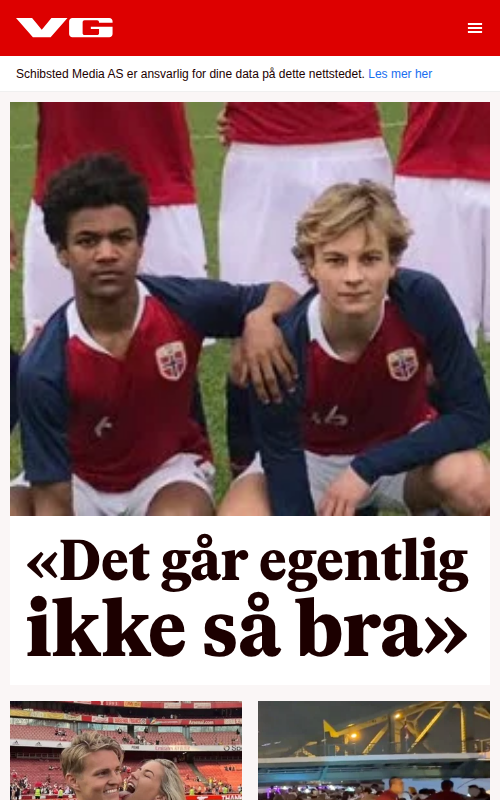 VG
Schibsted Media AS er ansvarlig for dine data på dette nettstedet. Les mer her
«Det går egentlig
ikke så bra»